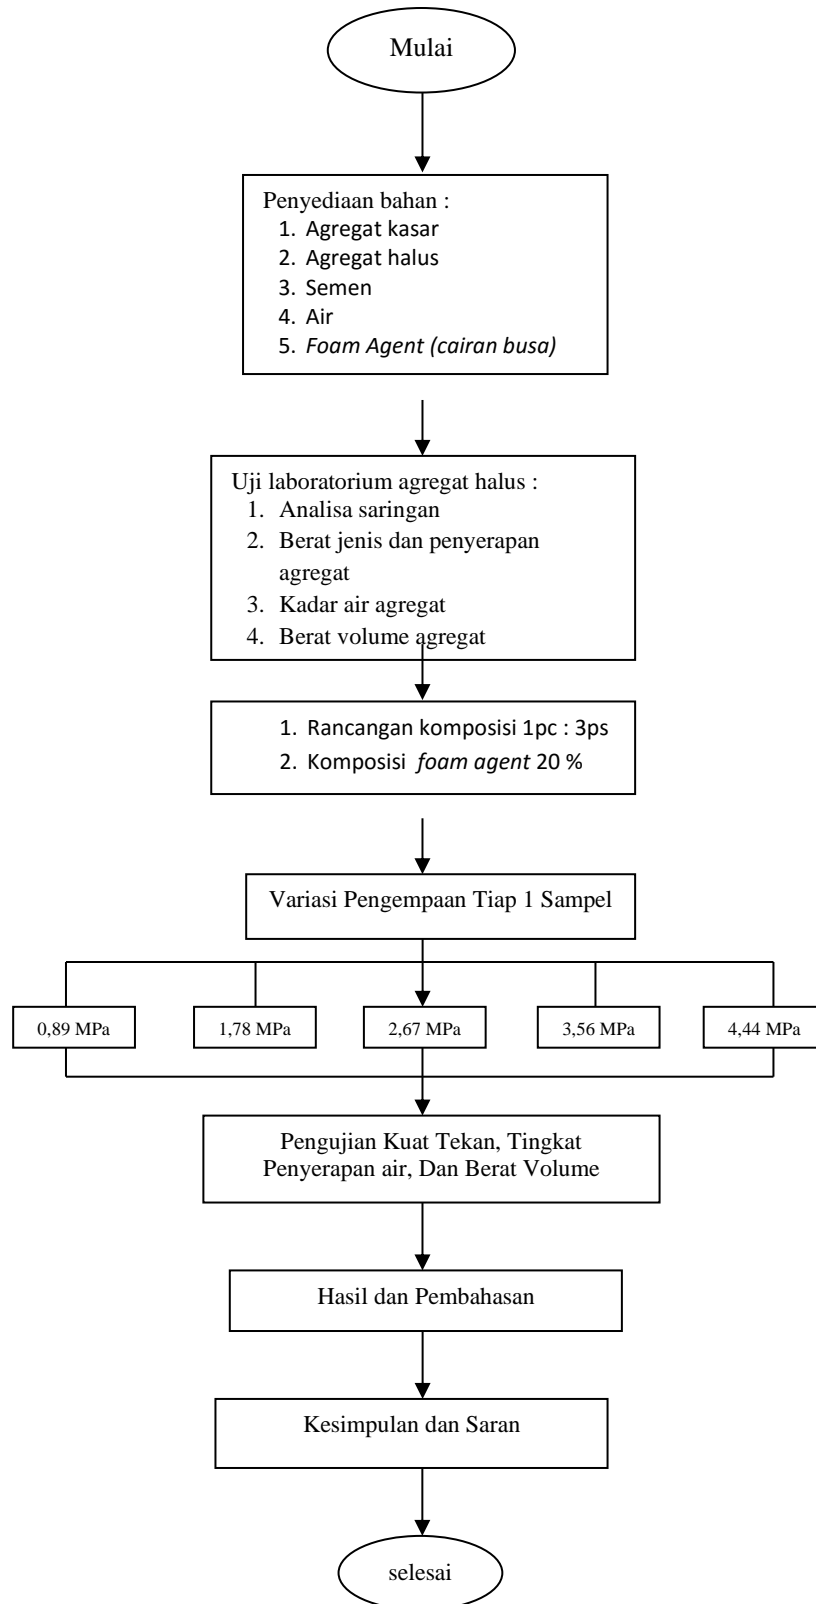 Mulai
Penyediaan bahan :
1. Agregat kasar
2. Agregat halus
3. Semen
4. Air
5. Foam Agent (cairan busa)
Uji laboratorium agregat halus :
1. Analisa saringan
2. Berat jenis dan penyerapan
agregat
3. Kadar air agregat
4. Berat volume agregat
1. Rancangan komposisi 1pc : 3ps
2. Komposisi foam agent 20 %
Variasi Pengempaan Tiap 1 Sampel
0,89 MPa
1,78 MPa
2,67 MPa
3,56 MPa
4,44 MPa
Pengujian Kuat Tekan, Tingkat
Penyerapan air, Dan Berat Volume
Hasil dan Pembahasan
Kesimpulan dan Saran
selesai